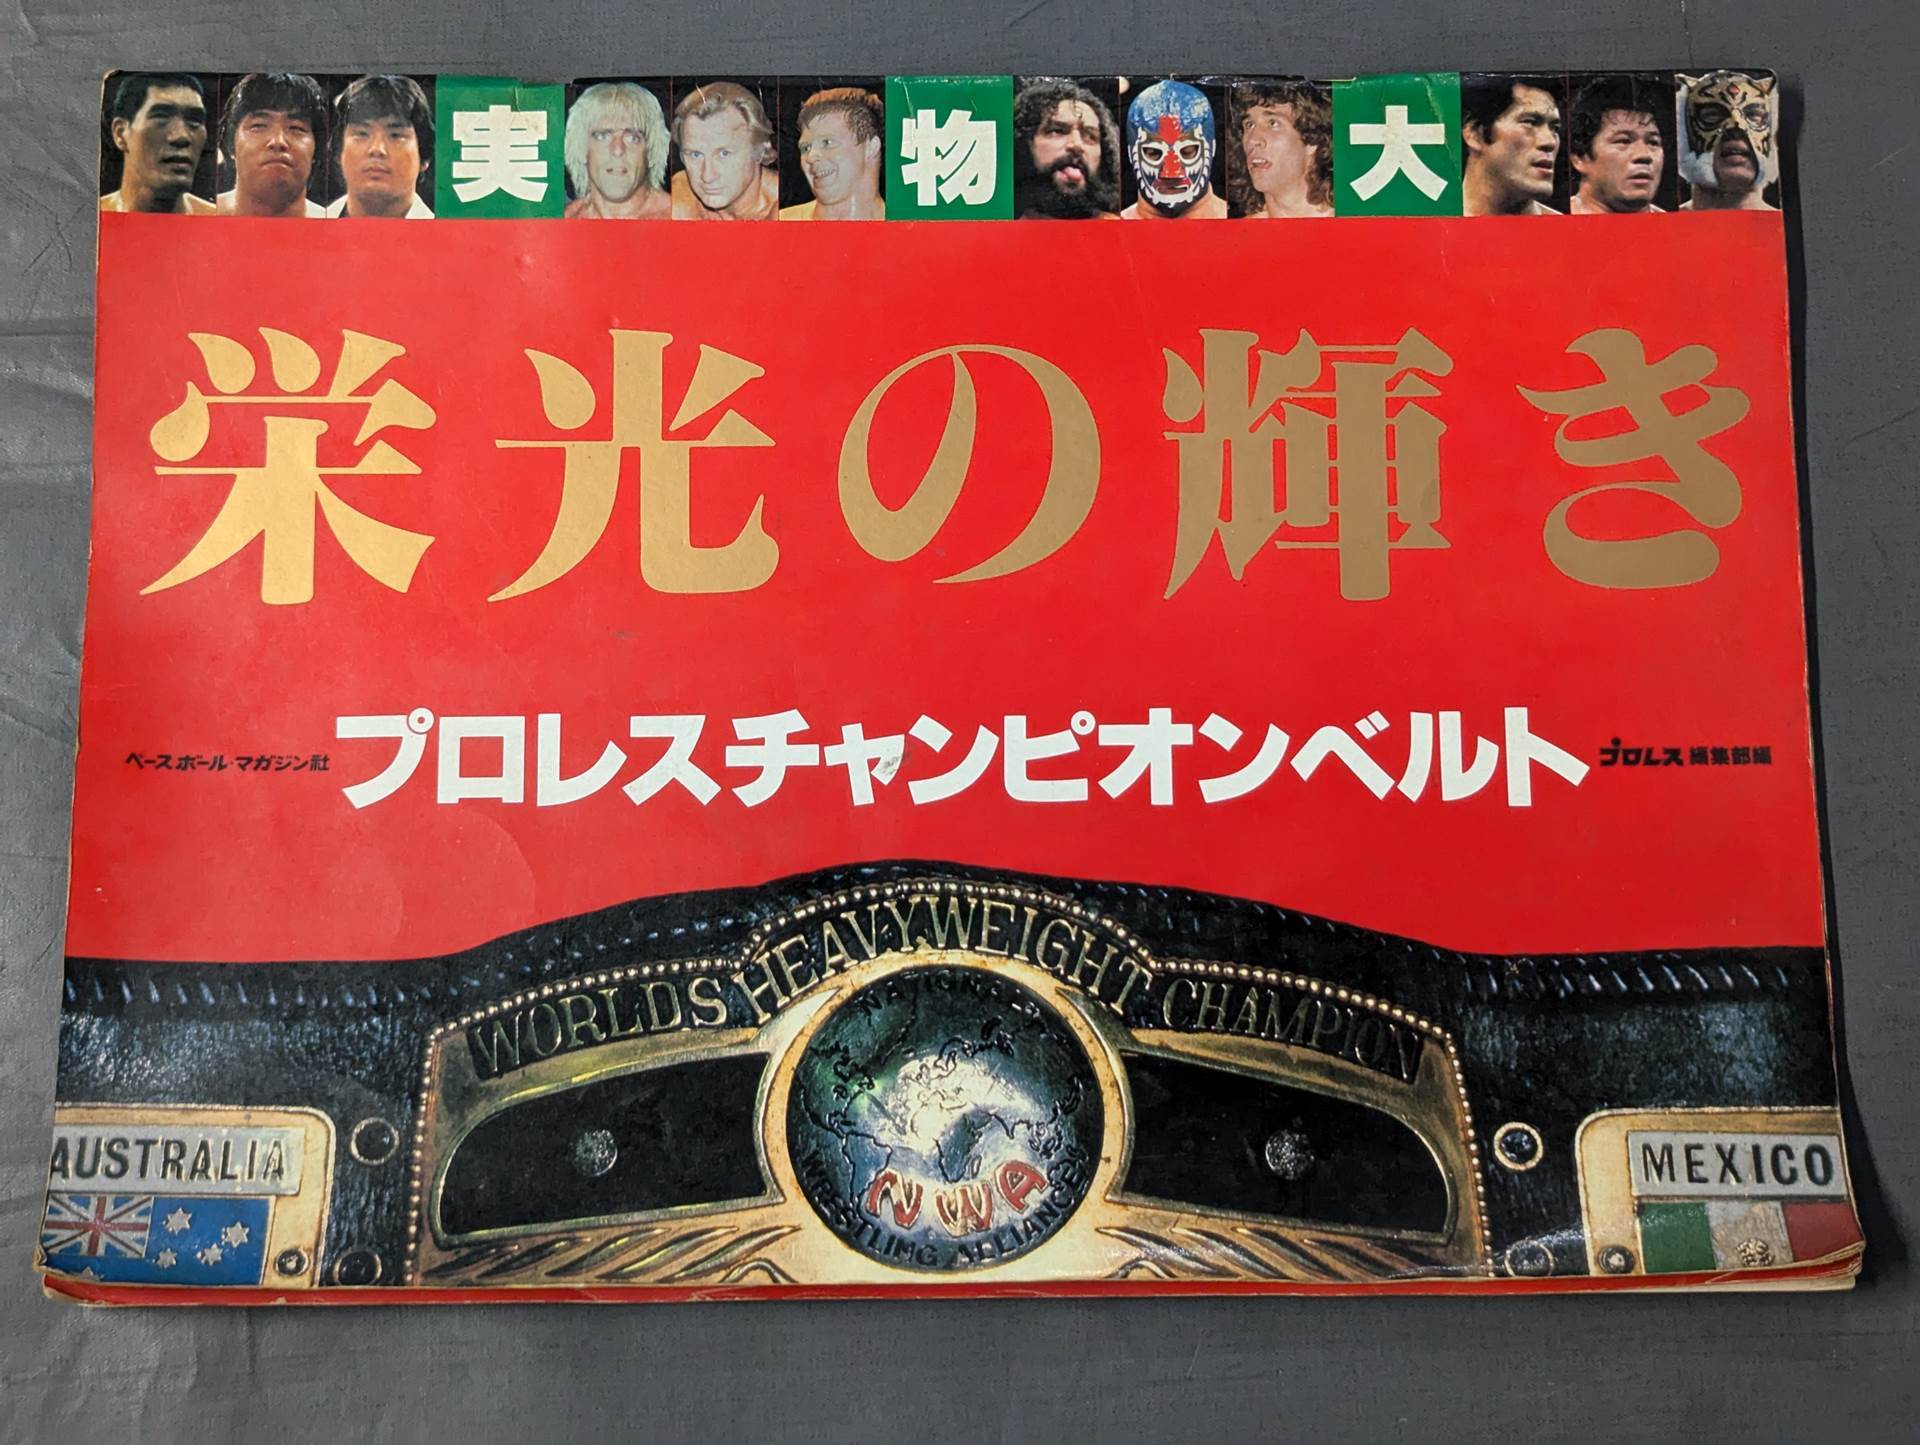 実物大
栄光の輝き
ベースボール・マガジン社 プロレスチャンピオンベルト プロレス編集部編
WORLDS HEAVYWEIGHT CHAMPION
NATIONAL
NWA
WRESTLING ALLIANCE
AUSTRALIA
MEXICO